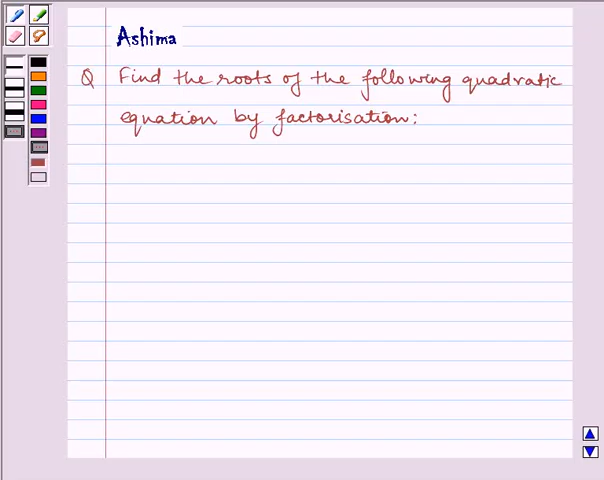 Ashima
Q Find the roots of the following quadratic
equation by factorisation: